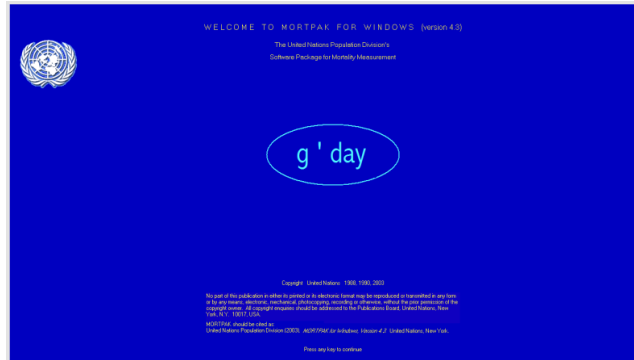 WELCOME TO MORTPAK FOR WINDOWS (version 4.3)
The United Nations Population Division's
Software Package for Mortality Measurement
g ' day
Copyright United Nations 1988, 1990, 2003
No part of this publication in either its printed or its electronic format may be reproduced or transmitted in any form
or by any means, electronic, mechanical, photocopying, recording or otherwise, without the prior permission of the
copyright owner. All copyright enquiries should be addressed to the Publications Board, United Nations, New
York, N.Y. 10017, USA.
MORTPAK should be cited as:
United Nations Population Division (2003), MORTPAK for Windows, Version 4.3 United Nations, New York.
Press any key to continue